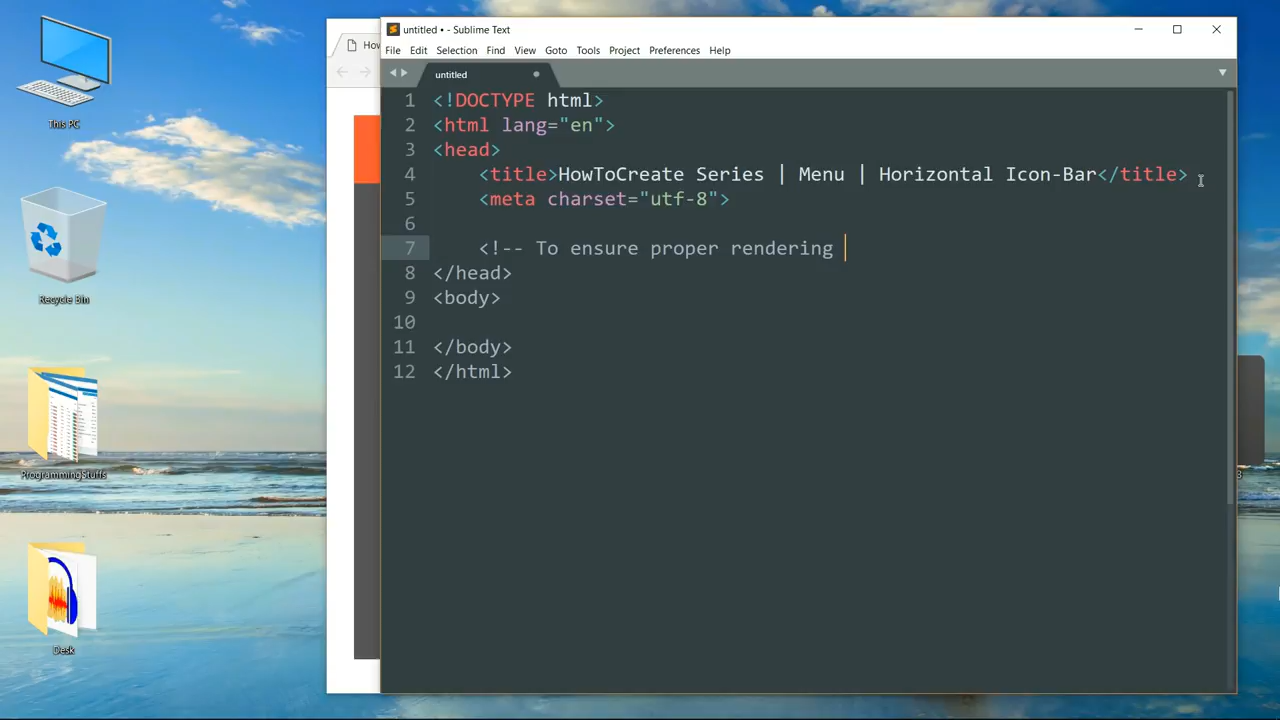 This PC
Recycle Bin
ProgrammingStuffs
Desk
How
untitled • - Sublime Text
File Edit Selection Find View Goto Tools Project Preferences Help
untitled
1 <!DOCTYPE html>
2 <html lang="en">
3 <head>
4 <title>HowToCreate Series | Menu | Horizontal Icon-Bar</title>
5 <meta charset="utf-8">
6
7 <!-- To ensure proper rendering
8 </head>
9 <body>
10
11 </body>
12 </html>
3